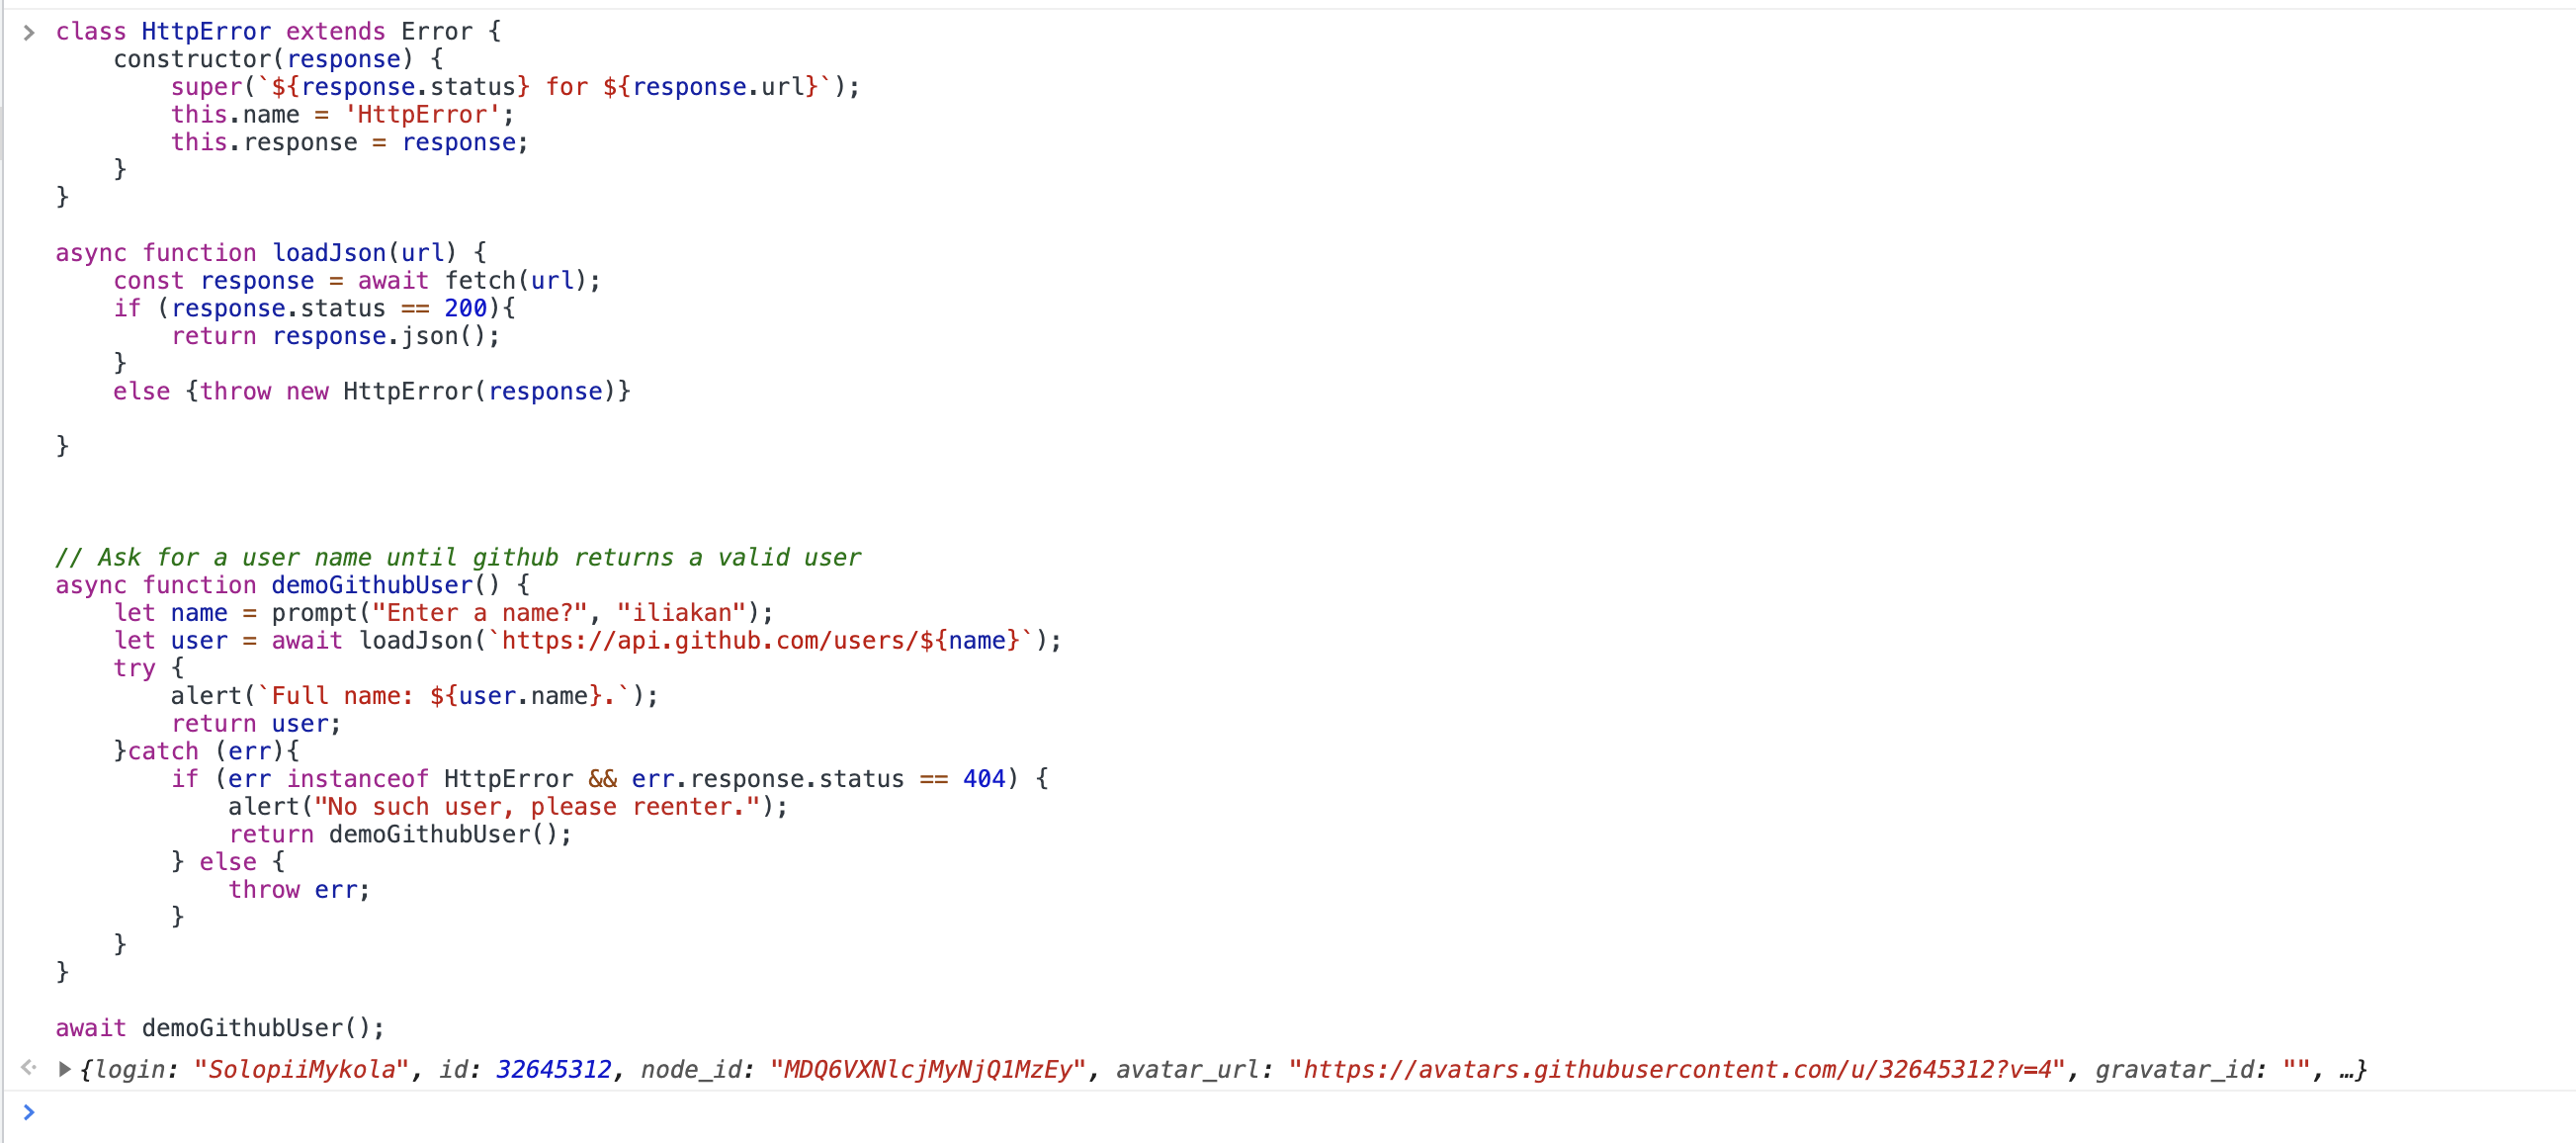 class HttpError extends Error {
    constructor(response) {
        super(`${response.status} for ${response.url}`);
        this.name = 'HttpError';
        this.response = response;
    }
}
async function loadJson(url) {
    const response = await fetch(url);
    if (response.status == 200){
        return response.json();
    }
    else {throw new HttpError(response)}
}
// Ask for a user name until github returns a valid user
async function demoGithubUser() {
    let name = prompt("Enter a name?", "iliakan");
    let user = await loadJson(`https://api.github.com/users/${name}`);
    try {
        alert(`Full name: ${user.name}.`);
        return user;
    }catch (err){
        if (err instanceof HttpError && err.response.status == 404) {
            alert("No such user, please reenter.");
            return demoGithubUser();
        } else {
            throw err;
        }
    }
}
await demoGithubUser();
{login: "SolopiiMykola", id: 32645312, node_id: "MDQ6VXNlcjMyNjQ1MzEy", avatar_url: "https://avatars.githubusercontent.com/u/32645312?v=4", gravatar_id: "", …}